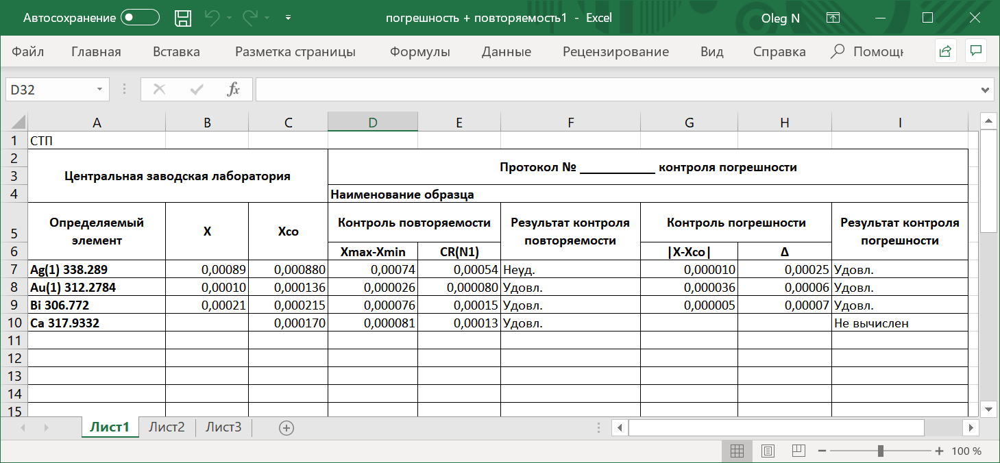 Автосохранение погрешность + повторяемость1 - Excel Oleg N
Файл Главная Вставка Разметка страницы Формулы Данные Рецензирование Вид Справка
D32 fx
A B C D E F G H I
1 СТП
2
3
4
Центральная заводская лаборатория
Протокол № ____________ контроля погрешности
Наименование образца
5
6
Определяемый
элемент
X
Xco
Контроль повторяемости
Xmax-Xmin CR(N1)
Результат контроля
повторяемости
Контроль погрешности
|X-Xco| Δ
Результат контроля
погрешности
7 Ag(1) 338.289 0,00089 0,000880 0,00074 0,00054 Неуд. 0,000010 0,00025 Удовл.
8 Au(1) 312.2784 0,00010 0,000136 0,000026 0,000080 Удовл. 0,000036 0,00006 Удовл.
9 Bi 306.772 0,00021 0,000215 0,000076 0,00015 Удовл. 0,000005 0,00007 Удовл.
10 Ca 317.9332 0,000170 0,000081 0,00013 Удовл. Не вычислен
11
12
13
14
15
Лист1 Лист2 Лист3
100 %